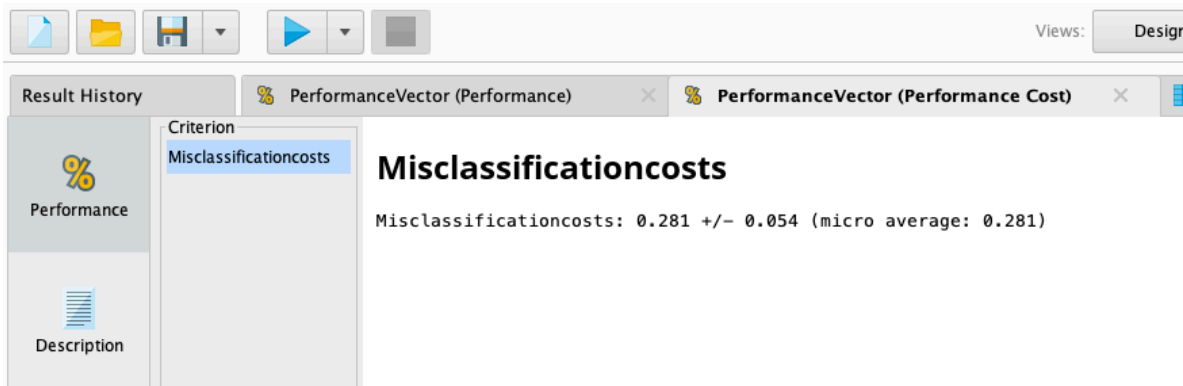 Views:
Design
Result History
% PerformanceVector (Performance)
% PerformanceVector (Performance Cost)
Criterion
Misclassificationcosts
%
Performance
Description
Misclassificationcosts
Misclassificationcosts: 0.281 +/- 0.054 (micro average: 0.281)